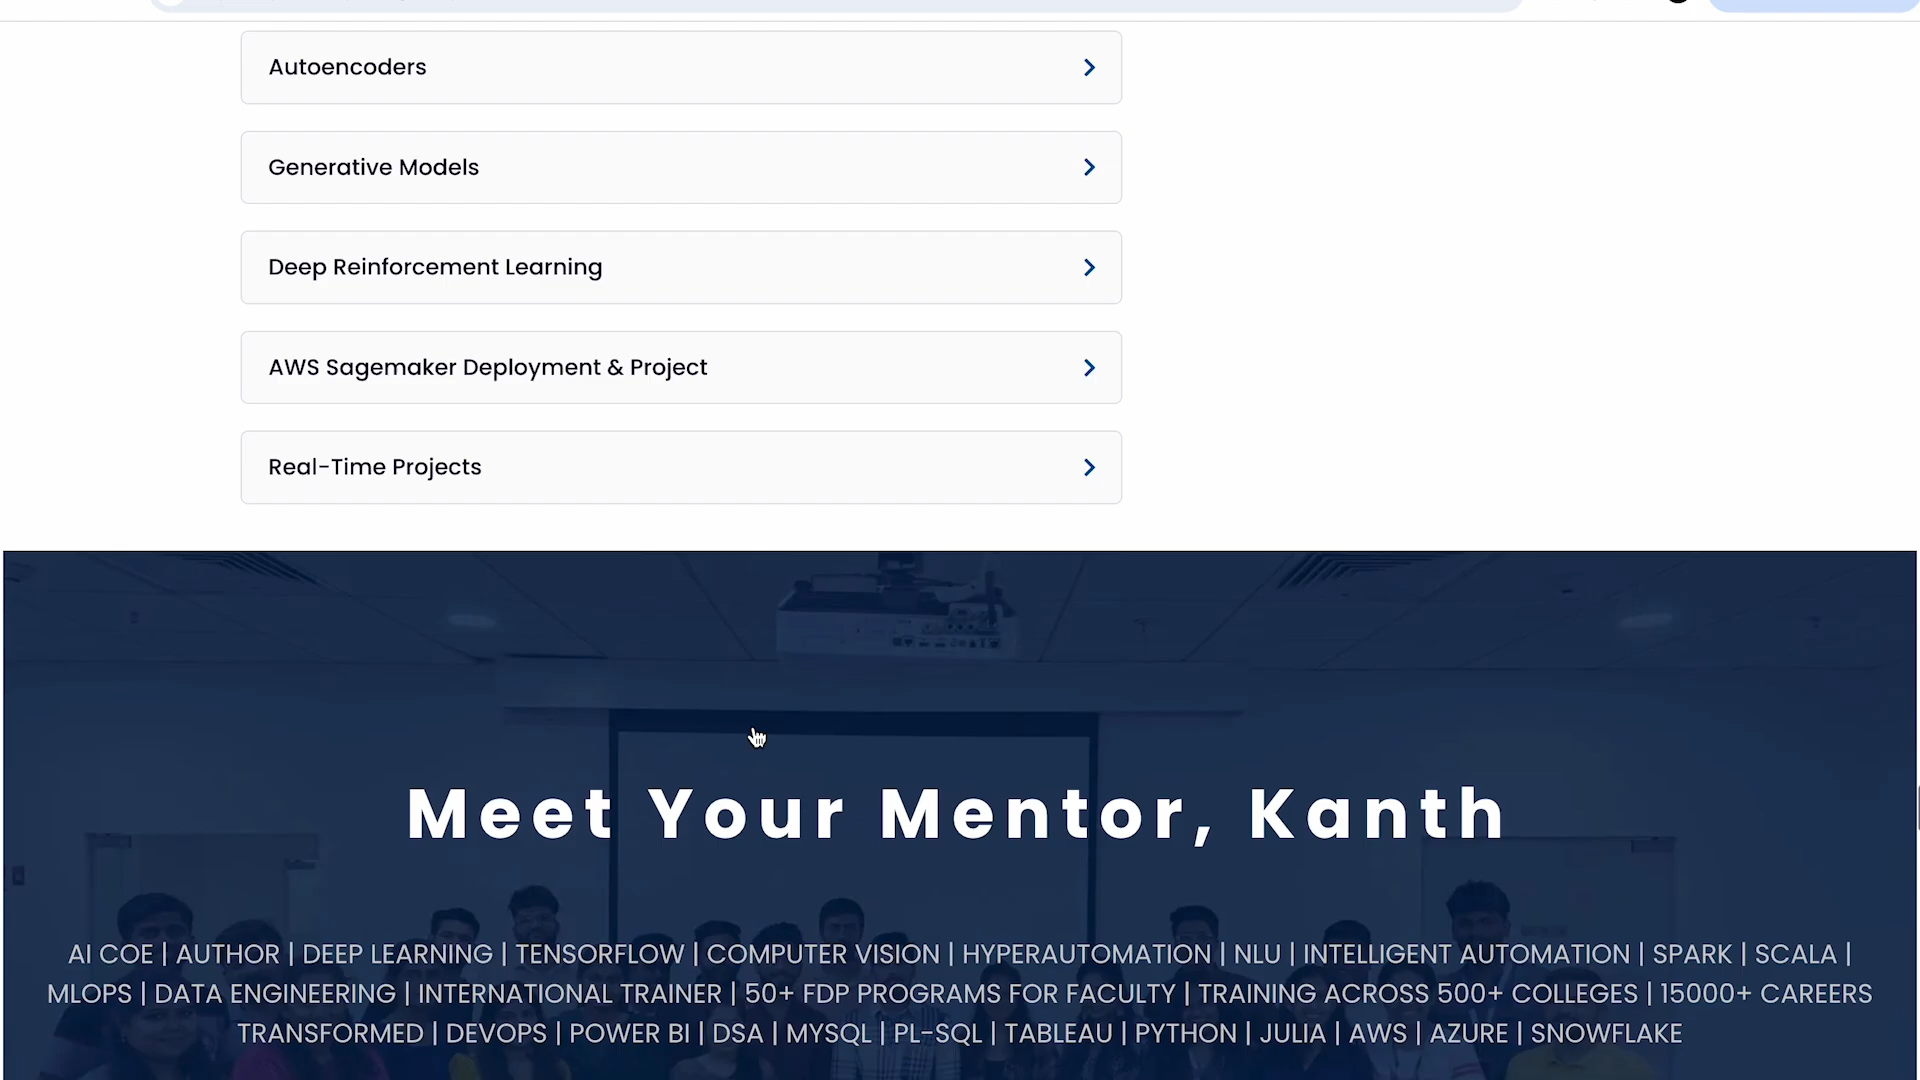 Autoencoders
Generative Models
Deep Reinforcement Learning
AWS Sagemaker Deployment & Project
Real-Time Projects
Meet Your Mentor, Kanth
AI COE | AUTHOR | DEEP LEARNING | TENSORFLOW | COMPUTER VISION | HYPERAUTOMATION | NLU | INTELLIGENT AUTOMATION | SPARK | SCALA |
MLOPS | DATA ENGINEERING | INTERNATIONAL TRAINER | 50+ FDP PROGRAMS FOR FACULTY | TRAINING ACROSS 500+ COLLEGES | 15000+ CAREERS
TRANSFORMED | DEVOPS | POWER BI | DSA | MYSQL | PL-SQL | TABLEAU | PYTHON | JULIA | AWS | AZURE | SNOWFLAKE